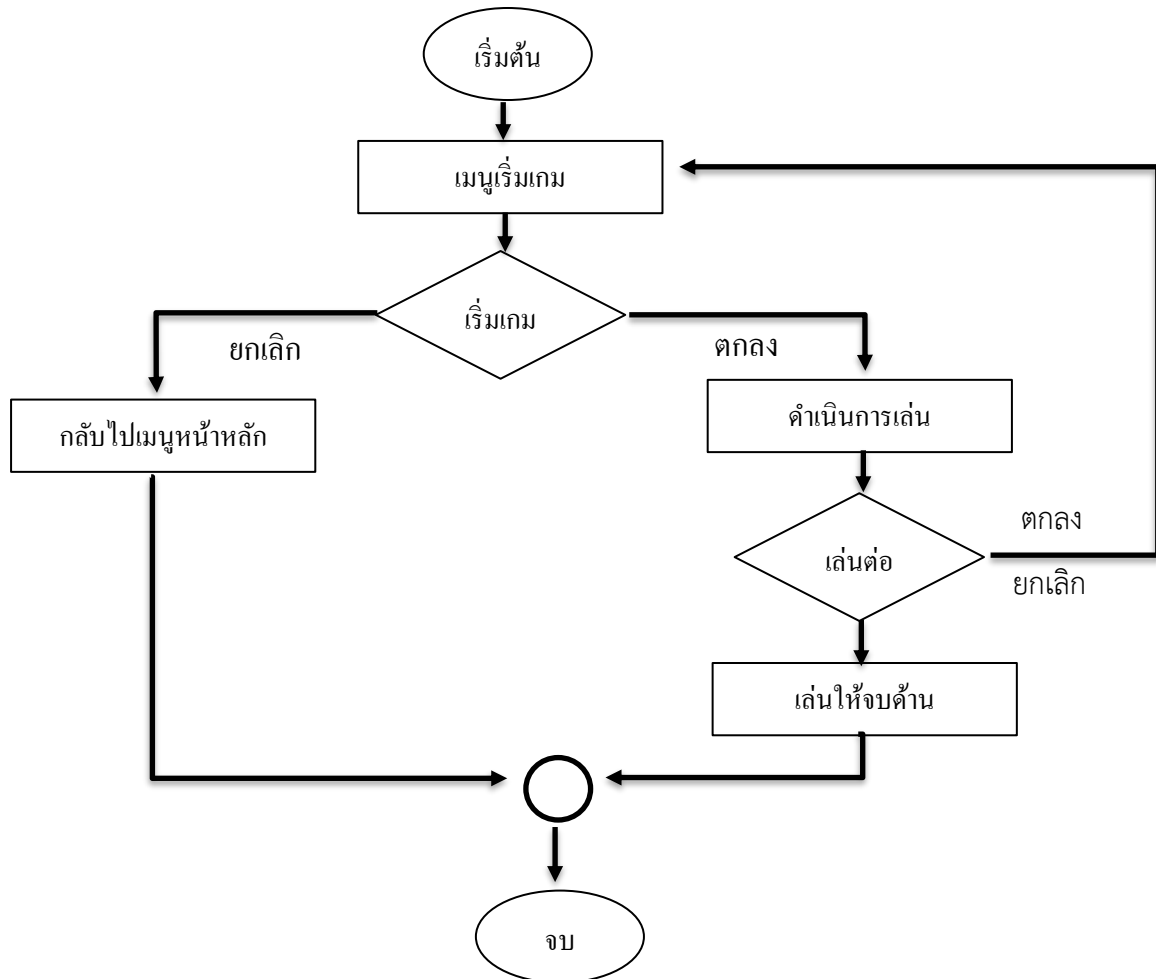 เริ่มต้น
เมนูเริ่มเกม
เริ่มเกม
ยกเลิก
ตกลง
กลับไปเมนูหน้าหลัก
ดำเนินการเล่น
ตกลง
เล่นต่อ
ยกเลิก
เล่นให้จบด้าน
จบ